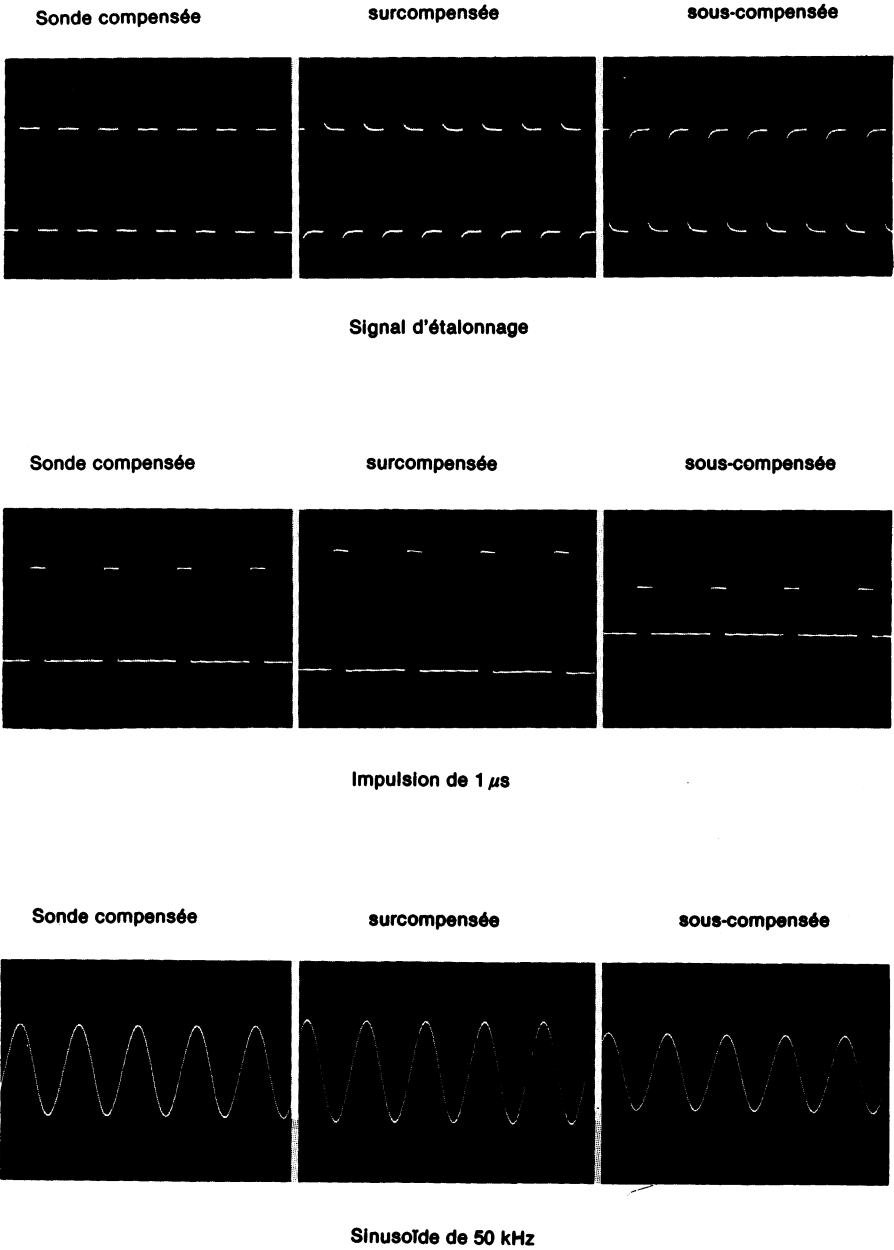 Sonde compensée surcompensée sous-compensée
Signal d'étalonnage
Sonde compensée surcompensée sous-compensée
Impulsion de 1 µs
Sonde compensée surcompensée sous-compensée
Sinusoïde de 50 kHz